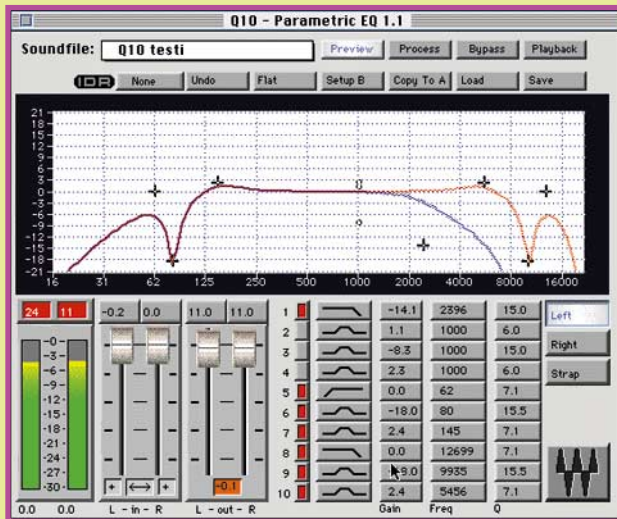 Q10 - Parametric EQ 1.1
Soundfile: Q10 testi Preview Process Bypass Playback
IDR None Undo Flat Setup B Copy To A Load Save
21
18
15
12
9
6
3
0
-3
-6
-9
-12
-15
-18
-21
16 31 62 125 250 500 1000 2000 4000 8000 16000
24 11 -0.2 0.0 11.0 11.0
-0-
-3-
-6-
-9-
-12-
-15-
-18-
-21-
-24-
-27-
-30-
0.0 0.0
+ ↔ +
L - in - R
-0.1
L - out - R
1 -14.1 2396 15.0
2 1.1 1000 6.0
3 -8.3 1000 15.0
4 2.3 1000 6.0
5 0.0 62 7.1
6 -18.0 80 15.5
7 2.4 145 7.1
8 0.0 12699 7.1
9 8.0 9935 15.5
10 2.4 5456 7.1
Gain Freq Q
Left
Right
Strap